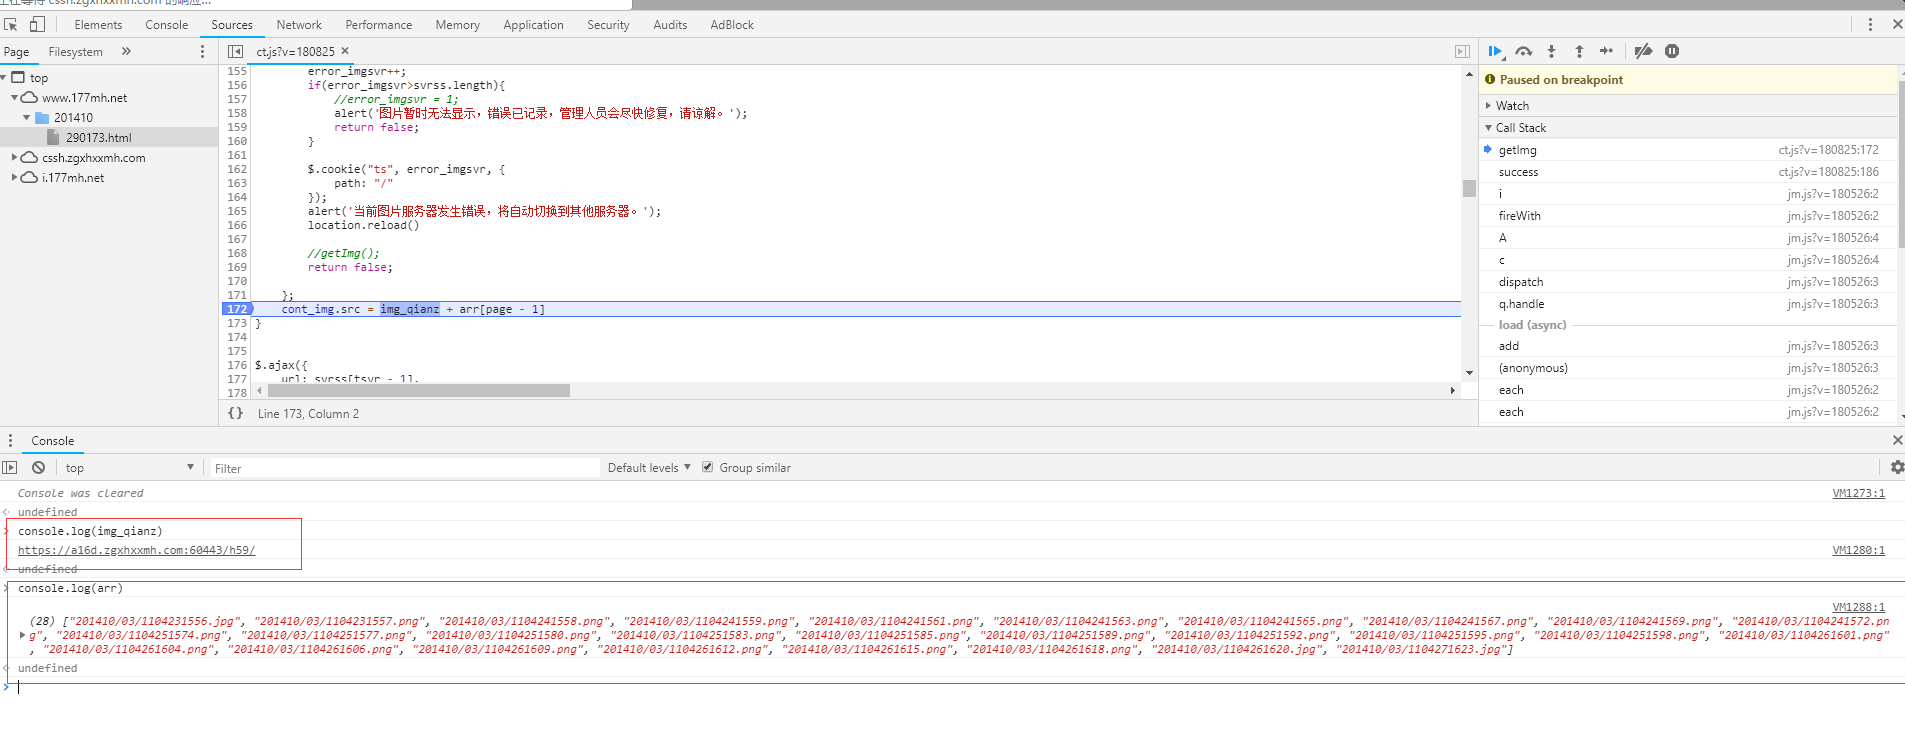 cssh.zgxhxxmh.com 的响应...
Elements Console Sources Network Performance Memory Application Security Audits AdBlock
Page Filesystem »
top
www.177mh.net
201410
290173.html
cssh.zgxhxxmh.com
i.177mh.net
ct.js?v=180825 ×
155 error_imgsvr++;
156 if(error_imgsvr>svrss.length){
157 //error_imgsvr = 1;
158 alert('图片暂时无法显示，错误已记录，管理人员会尽快修复，请谅解。');
159 return false;
160 }
161
162 $.cookie("ts", error_imgsvr, {
163 path: "/"
164 });
165 alert('当前图片服务器发生错误，将自动切换到其他服务器。');
166 location.reload()
167
168 //getImg();
169 return false;
170
171 };
172 cont_img.src = img_qianz + arr[page - 1]
173 }
174
175
176 $.ajax({
177 url: svrss[tsvr - 1],
178
{} Line 173, Column 2
Paused on breakpoint
Watch
Call Stack
getImg ct.js?v=180825:172
success ct.js?v=180825:186
i jm.js?v=180526:2
fireWith jm.js?v=180526:2
A jm.js?v=180526:4
c jm.js?v=180526:4
dispatch jm.js?v=180526:3
q.handle jm.js?v=180526:3
load (async)
add jm.js?v=180526:3
(anonymous) jm.js?v=180526:3
each jm.js?v=180526:2
each jm.js?v=180526:2
Console
top Filter Default levels Group similar
Console was cleared VM1273:1
undefined
console.log(img_qianz)
https://a16d.zgxhxxmh.com:60443/h59/ VM1280:1
undefined
console.log(arr)
VM1288:1
(28) ["201410/03/1104231556.jpg", "201410/03/1104231557.png", "201410/03/1104241558.png", "201410/03/1104241559.png", "201410/03/1104241561.png", "201410/03/1104241563.png", "201410/03/1104241565.png", "201410/03/1104241567.png", "201410/03/1104241569.png", "201410/03/1104241572.pn
g", "201410/03/1104251574.png", "201410/03/1104251577.png", "201410/03/1104251580.png", "201410/03/1104251583.png", "201410/03/1104251585.png", "201410/03/1104251589.png", "201410/03/1104251592.png", "201410/03/1104251595.png", "201410/03/1104251598.png", "201410/03/1104261601.png"
, "201410/03/1104261604.png", "201410/03/1104261606.png", "201410/03/1104261609.png", "201410/03/1104261612.png", "201410/03/1104261615.png", "201410/03/1104261618.png", "201410/03/1104261620.jpg", "201410/03/1104271623.jpg"]
undefined